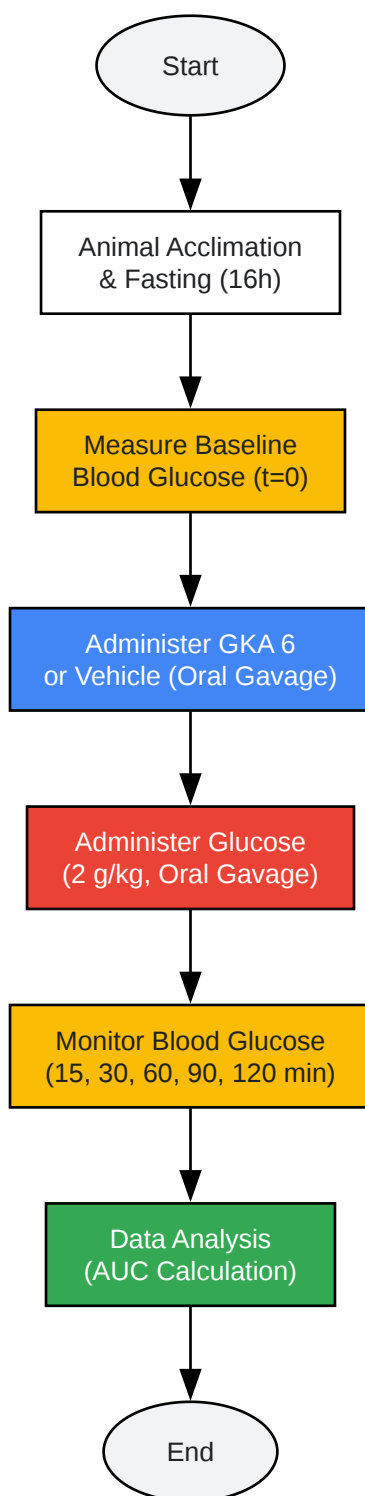 Start
Animal Acclimation
& Fasting (16h)
Measure Baseline
Blood Glucose (t=0)
Administer GKA 6
or Vehicle (Oral Gavage)
Administer Glucose
(2 g/kg, Oral Gavage)
Monitor Blood Glucose
(15, 30, 60, 90, 120 min)
Data Analysis
(AUC Calculation)
End